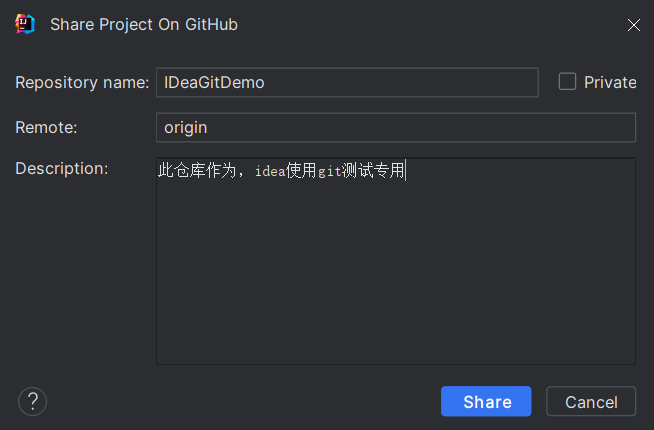 Share Project On GitHub
Repository name: IDeaGitDemo Private
Remote: origin
Description: 此仓库作为，idea使用git测试专用
? Share Cancel